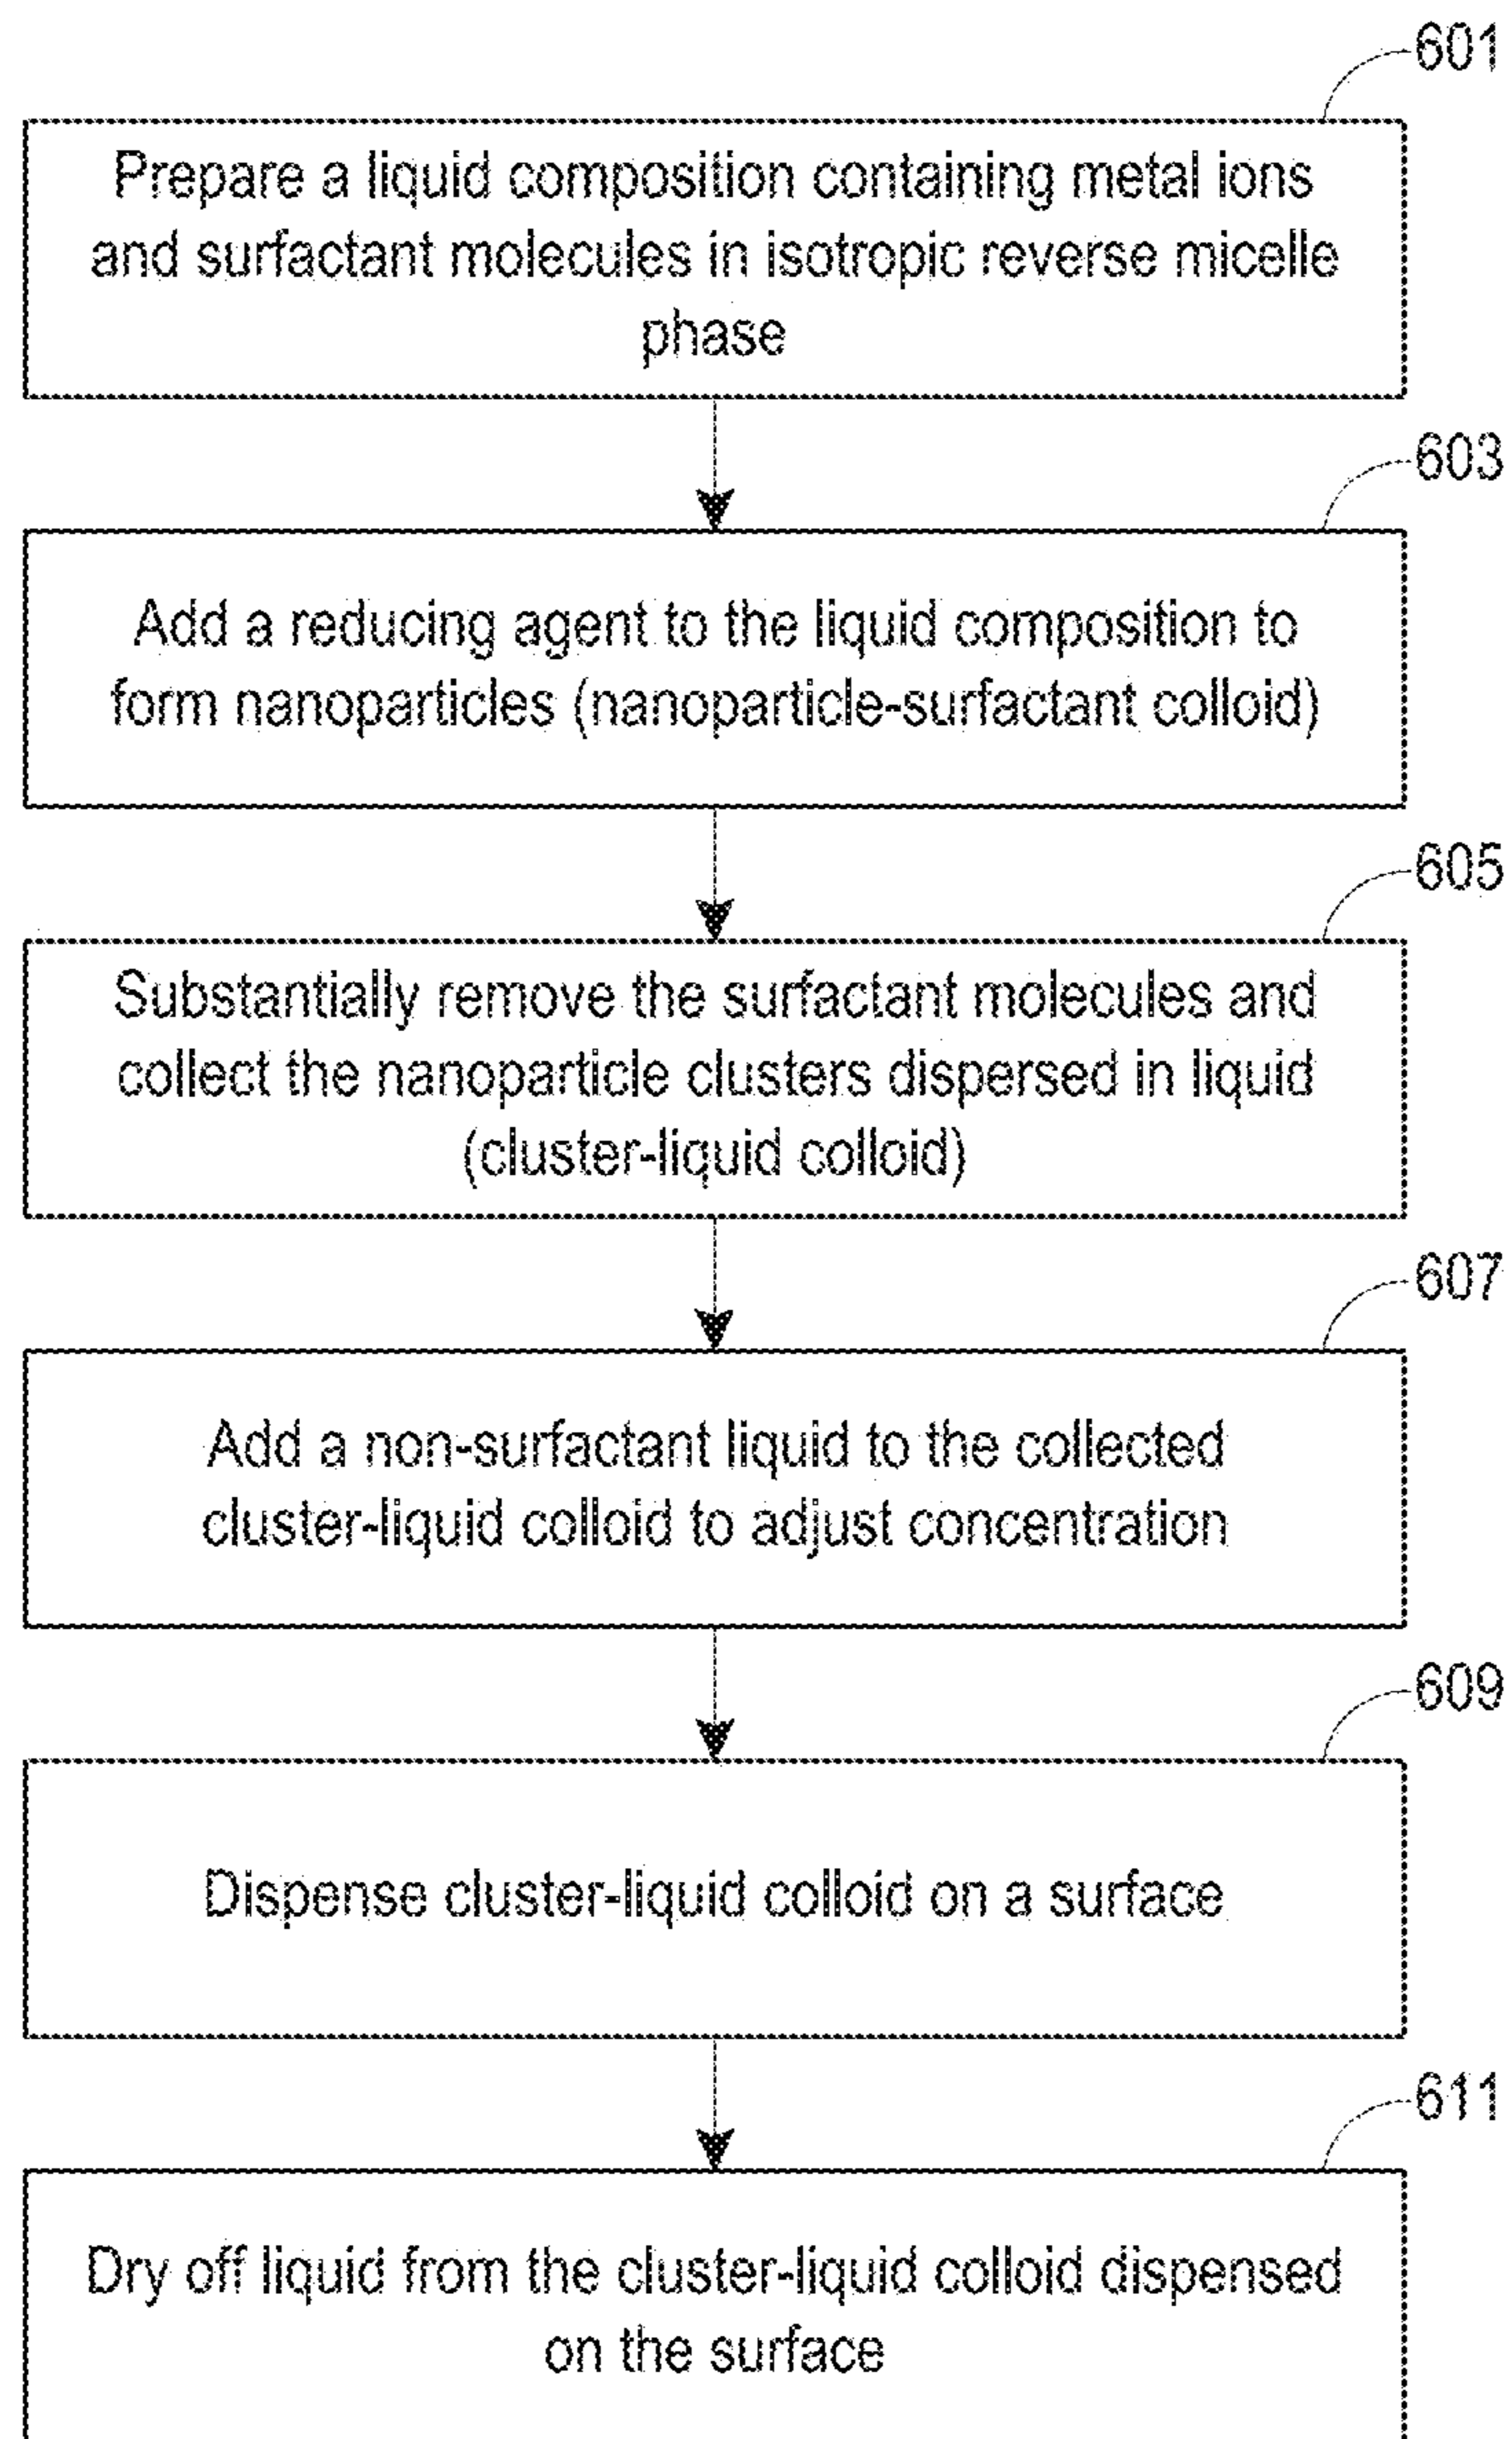 601
Prepare a liquid composition containing metal ions
and surfactant molecules in isotropic reverse micelle
phase
603
Add a reducing agent to the liquid composition to
form nanoparticles (nanoparticle-surfactant colloid)
605
Substantially remove the surfactant molecules and
collect the nanoparticle clusters dispersed in liquid
(cluster-liquid colloid)
607
Add a non-surfactant liquid to the collected
cluster-liquid colloid to adjust concentration
609
Dispense cluster-liquid colloid on a surface
611
Dry off liquid from the cluster-liquid colloid dispensed
on the surface